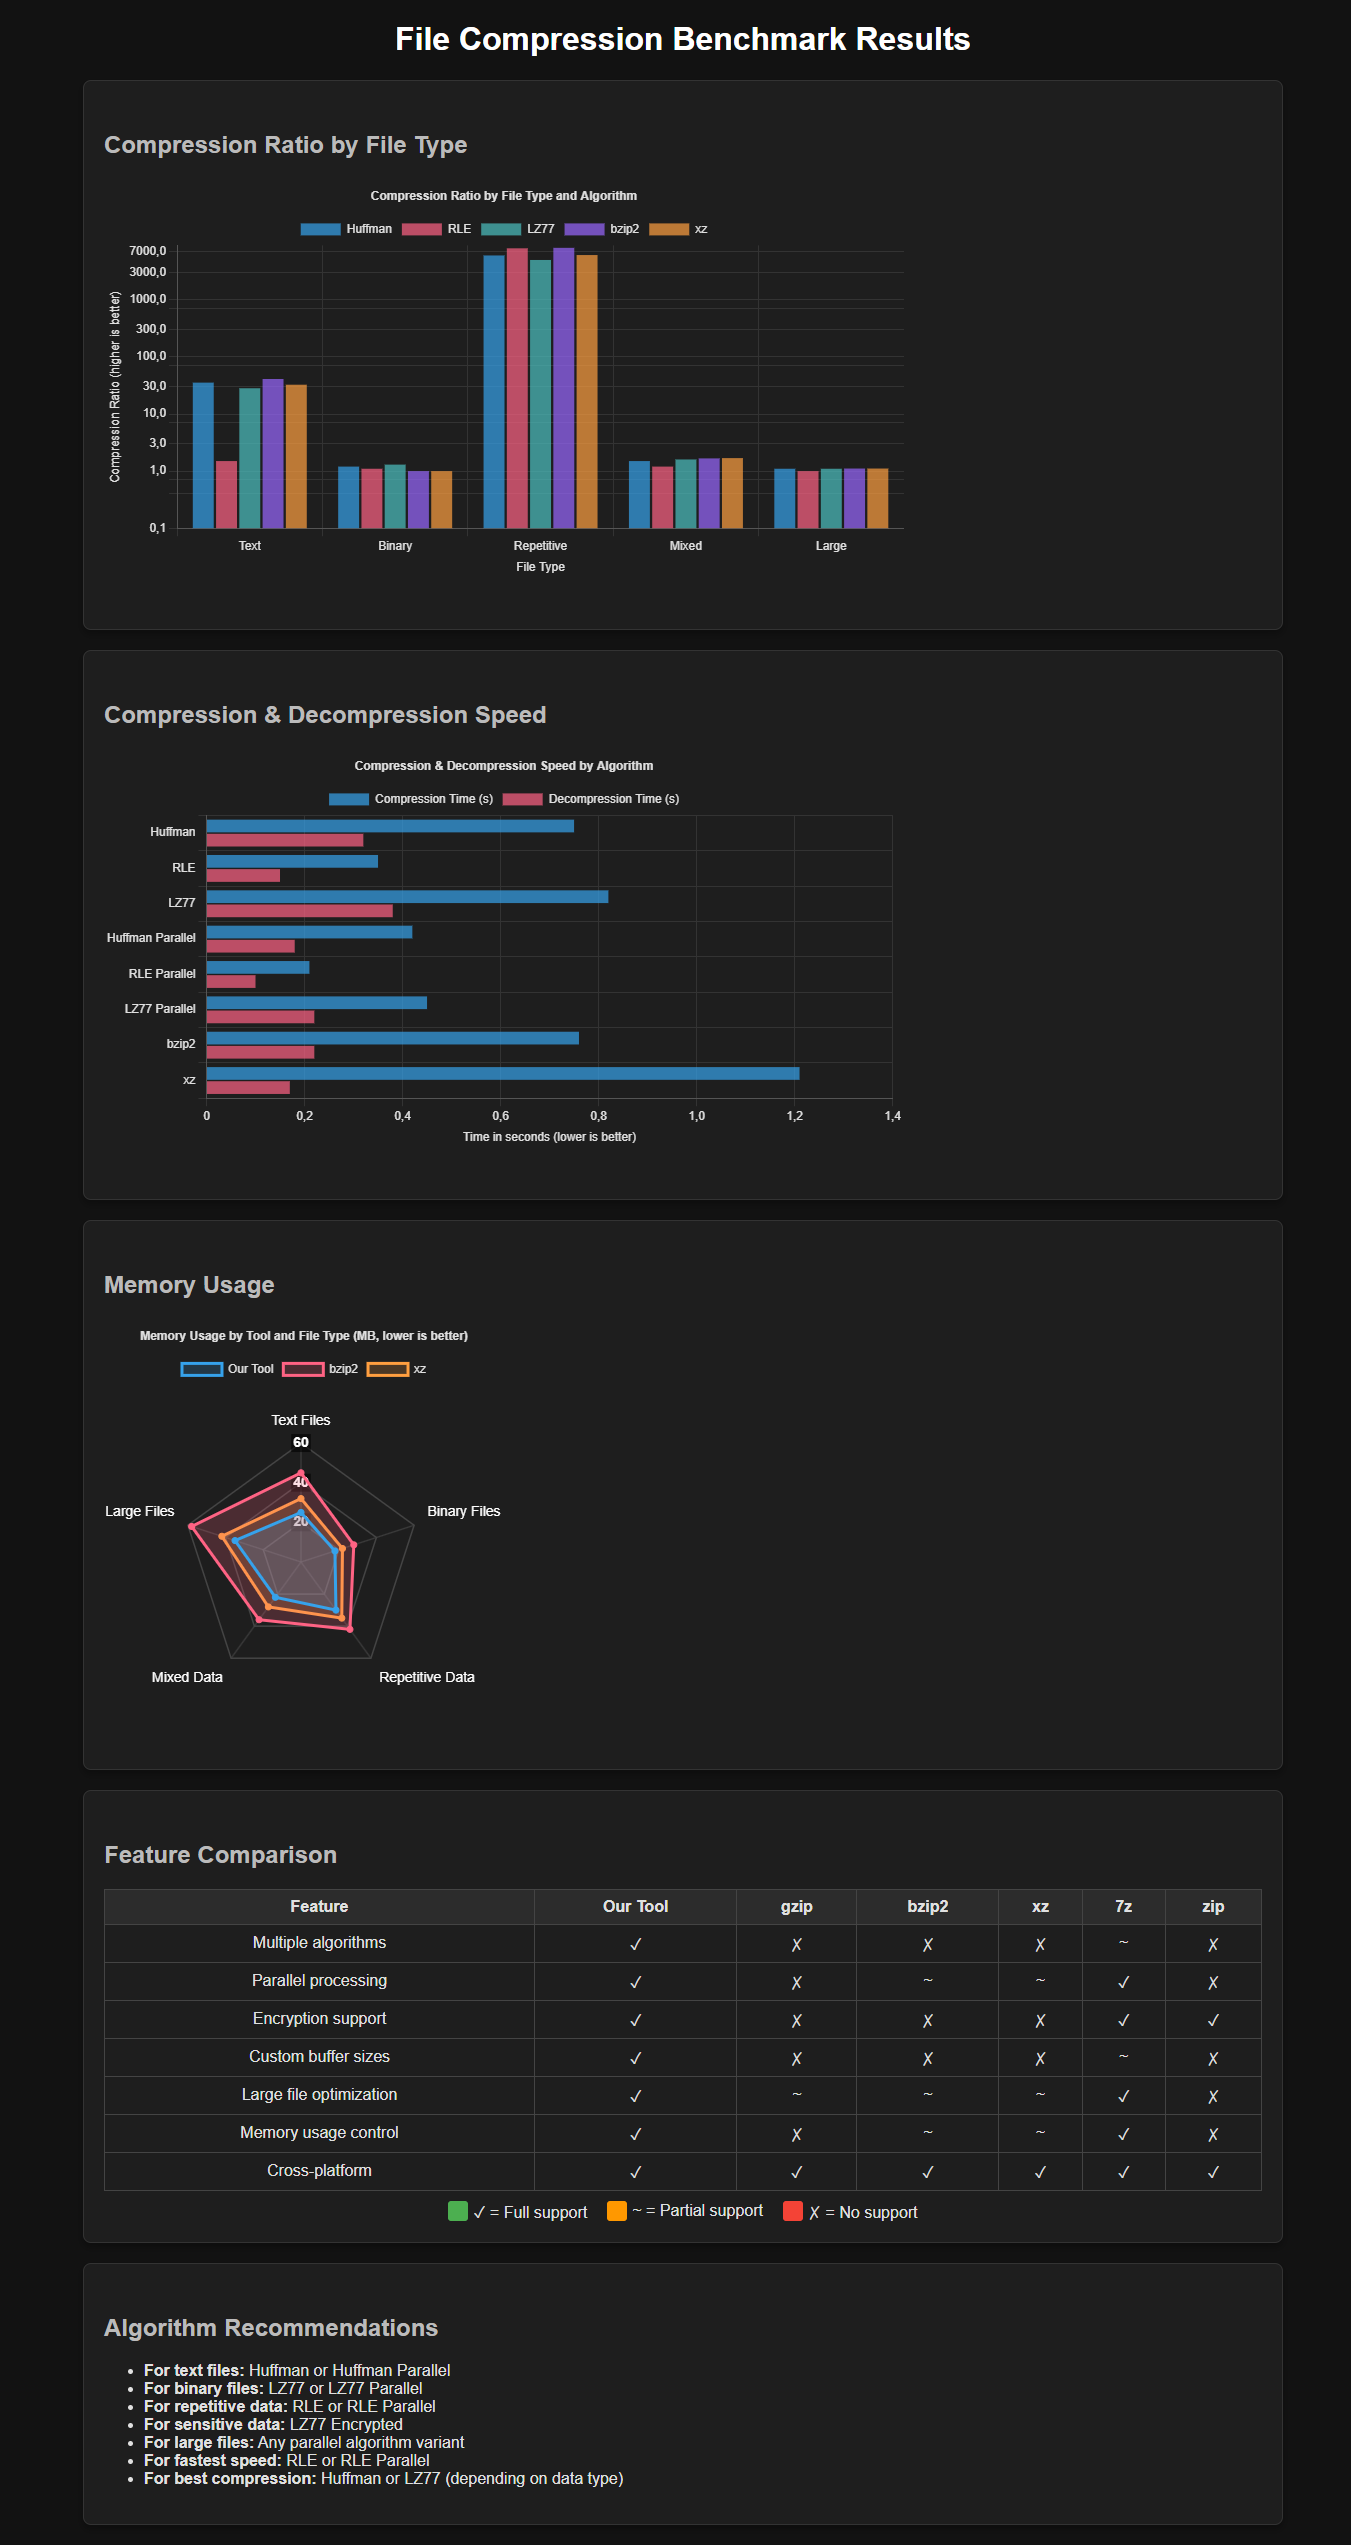 File Compression Benchmark Results
Compression Ratio by File Type
Compression Ratio by File Type and Algorithm
Huffman RLE LZ77 bzip2 xz
Compression Ratio (higher is better)
7000,0
3000,0
1000,0
300,0
100,0
30,0
10,0
3,0
1,0
0,1
Text Binary Repetitive Mixed Large
File Type
Compression & Decompression Speed
Compression & Decompression Speed by Algorithm
Compression Time (s) Decompression Time (s)
Huffman
RLE
LZ77
Huffman Parallel
RLE Parallel
LZ77 Parallel
bzip2
xz
0 0,2 0,4 0,6 0,8 1,0 1,2 1,4
Time in seconds (lower is better)
Memory Usage
Memory Usage by Tool and File Type (MB, lower is better)
Our Tool bzip2 xz
Text Files
60
40
Large Files Binary Files
20
Mixed Data Repetitive Data
Feature Comparison
Feature Our Tool gzip bzip2 xz 7z zip
Multiple algorithms ✓ ✗ ✗ ✗ ~ ✗
Parallel processing ✓ ✗ ~ ~ ✓ ✗
Encryption support ✓ ✗ ✗ ✗ ✓ ✓
Custom buffer sizes ✓ ✗ ✗ ✗ ~ ✗
Large file optimization ✓ ~ ~ ~ ✓ ✗
Memory usage control ✓ ✗ ~ ~ ✓ ✗
Cross-platform ✓ ✓ ✓ ✓ ✓ ✓
✓ = Full support ~ = Partial support ✗ = No support
Algorithm Recommendations
• For text files: Huffman or Huffman Parallel
• For binary files: LZ77 or LZ77 Parallel
• For repetitive data: RLE or RLE Parallel
• For sensitive data: LZ77 Encrypted
• For large files: Any parallel algorithm variant
• For fastest speed: RLE or RLE Parallel
• For best compression: Huffman or LZ77 (depending on data type)